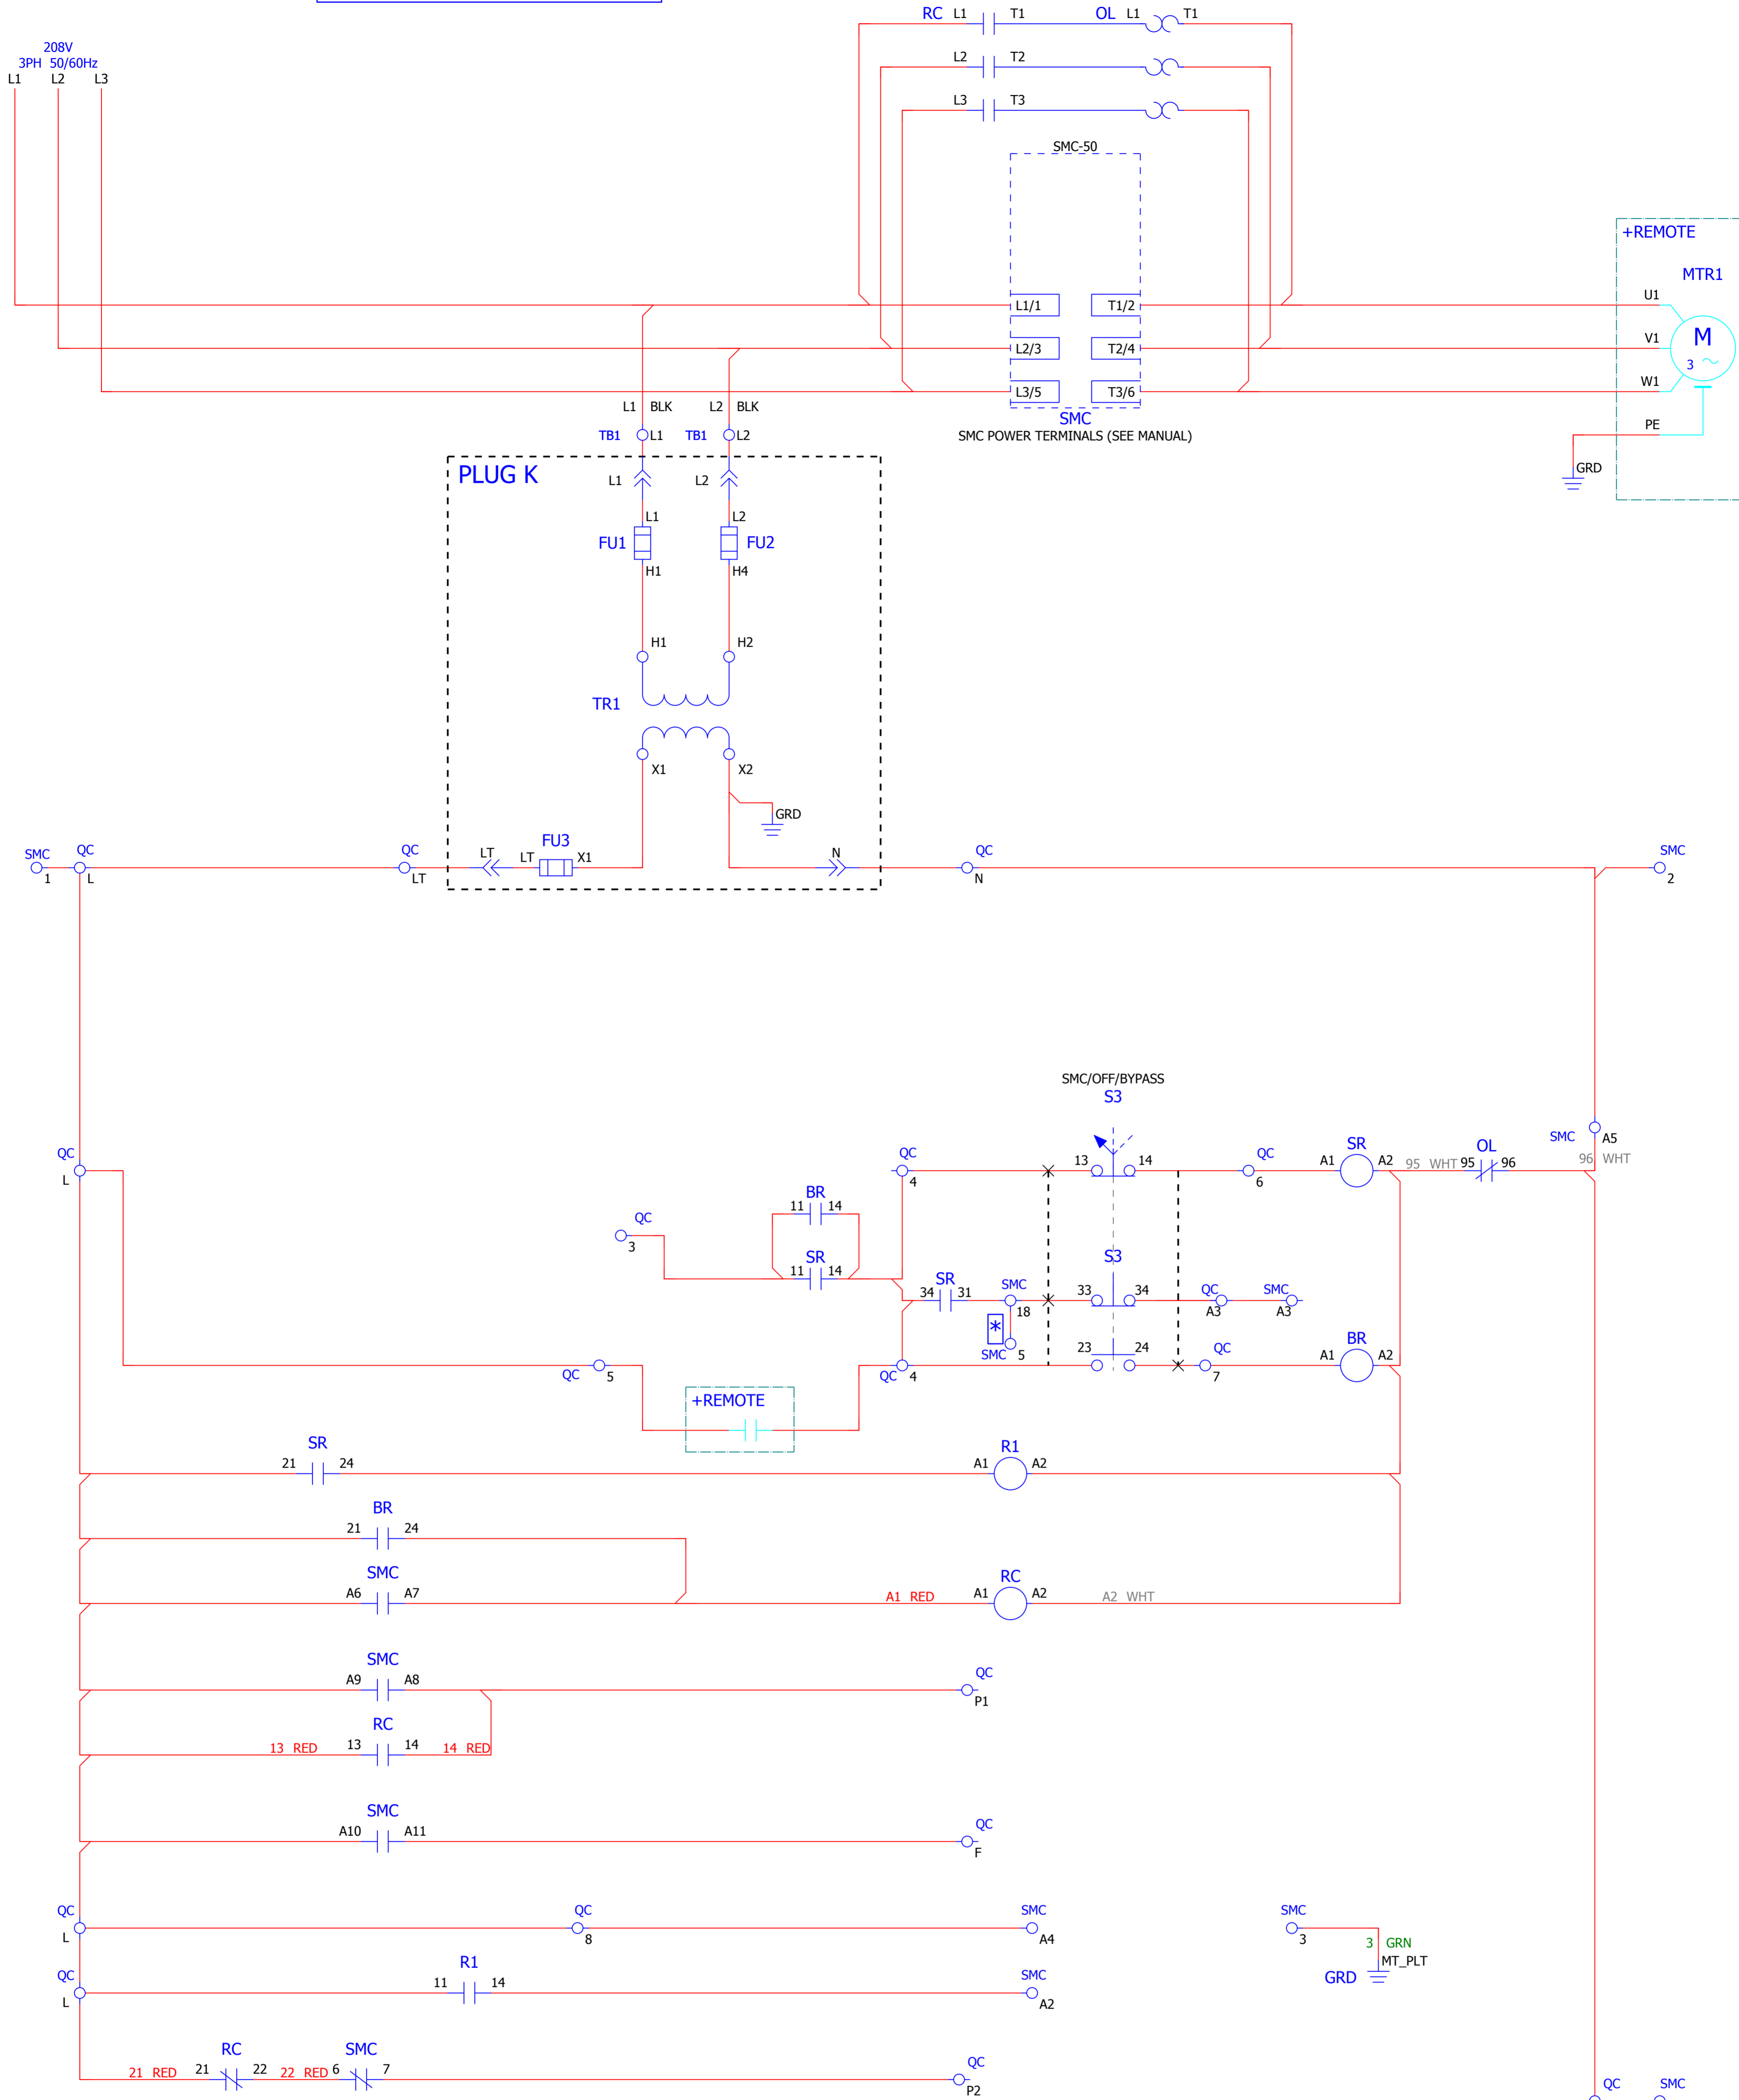 RC L1 T1 OL L1 T1
208V
3PH 50/60Hz
L1 L2 L3
L2 T2
L3 T3
SMC-50
+REMOTE
MTR1
L1/1 T1/2 U1
L2/3 T2/4 V1
M
3
L3/5 T3/6 W1
L1 BLK L2 BLK
SMC
TB1 L1 TB1 L2
SMC POWER TERMINALS (SEE MANUAL)
PE
GRD
PLUG K
L1 L2
L1 L2
FU1 FU2
H1 H4
H1 H2
TR1
X1 X2
GRD
FU3
SMC QC QC LT LT X1 N QC SMC
1 L LT N 2
SMC/OFF/BYPASS
S3
SMC A5
QC QC 13 14 QC SR OL
A1 A2 95 WHT 95 96 96 WHT
L 4 6
BR
11 14
QC
3
SR
11 14
S3
SR SMC
34 31 33 34 QC SMC
18 A3 A3
*
SMC 5
23 24 QC BR
A1 A2
QC 5 QC 4 7
+REMOTE
SR R1
21 24 A1 A2
BR
21 24
SMC RC
A6 A7 A1 RED A1 A2 A2 WHT
SMC
A9 A8 QC
P1
RC
13 RED 13 14 14 RED
SMC
A10 A11 QC
F
QC QC SMC SMC
L 8 A4 3
3 GRN
MT_PLT
GRD
QC R1 SMC
11 14
L A2
RC SMC
21 RED 21 22 22 RED 6 7 QC
P2
QC SMC